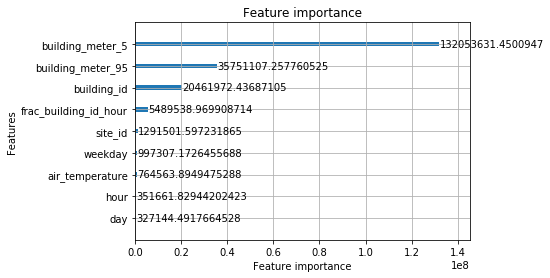 Feature importance
Features
building_meter_5 132053631.4500947
building_meter_95 35751107.257760525
building_id 20461972.43687105
frac_building_id_hour 5489538.969908714
site_id 1291501.597231865
weekday 997307.1726455688
air_temperature 764563.8949475288
hour 351661.82944202423
day 327144.4917664528
0.0 0.2 0.4 0.6 0.8 1.0 1.2 1.4
1e8
Feature importance